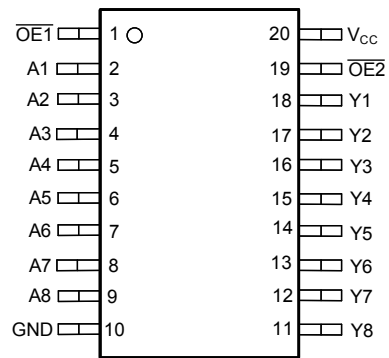 OE1 1 20 VCC
A1 2 19 OE2
A2 3 18 Y1
A3 4 17 Y2
A4 5 16 Y3
A5 6 15 Y4
A6 7 14 Y5
A7 8 13 Y6
A8 9 12 Y7
GND 10 11 Y8